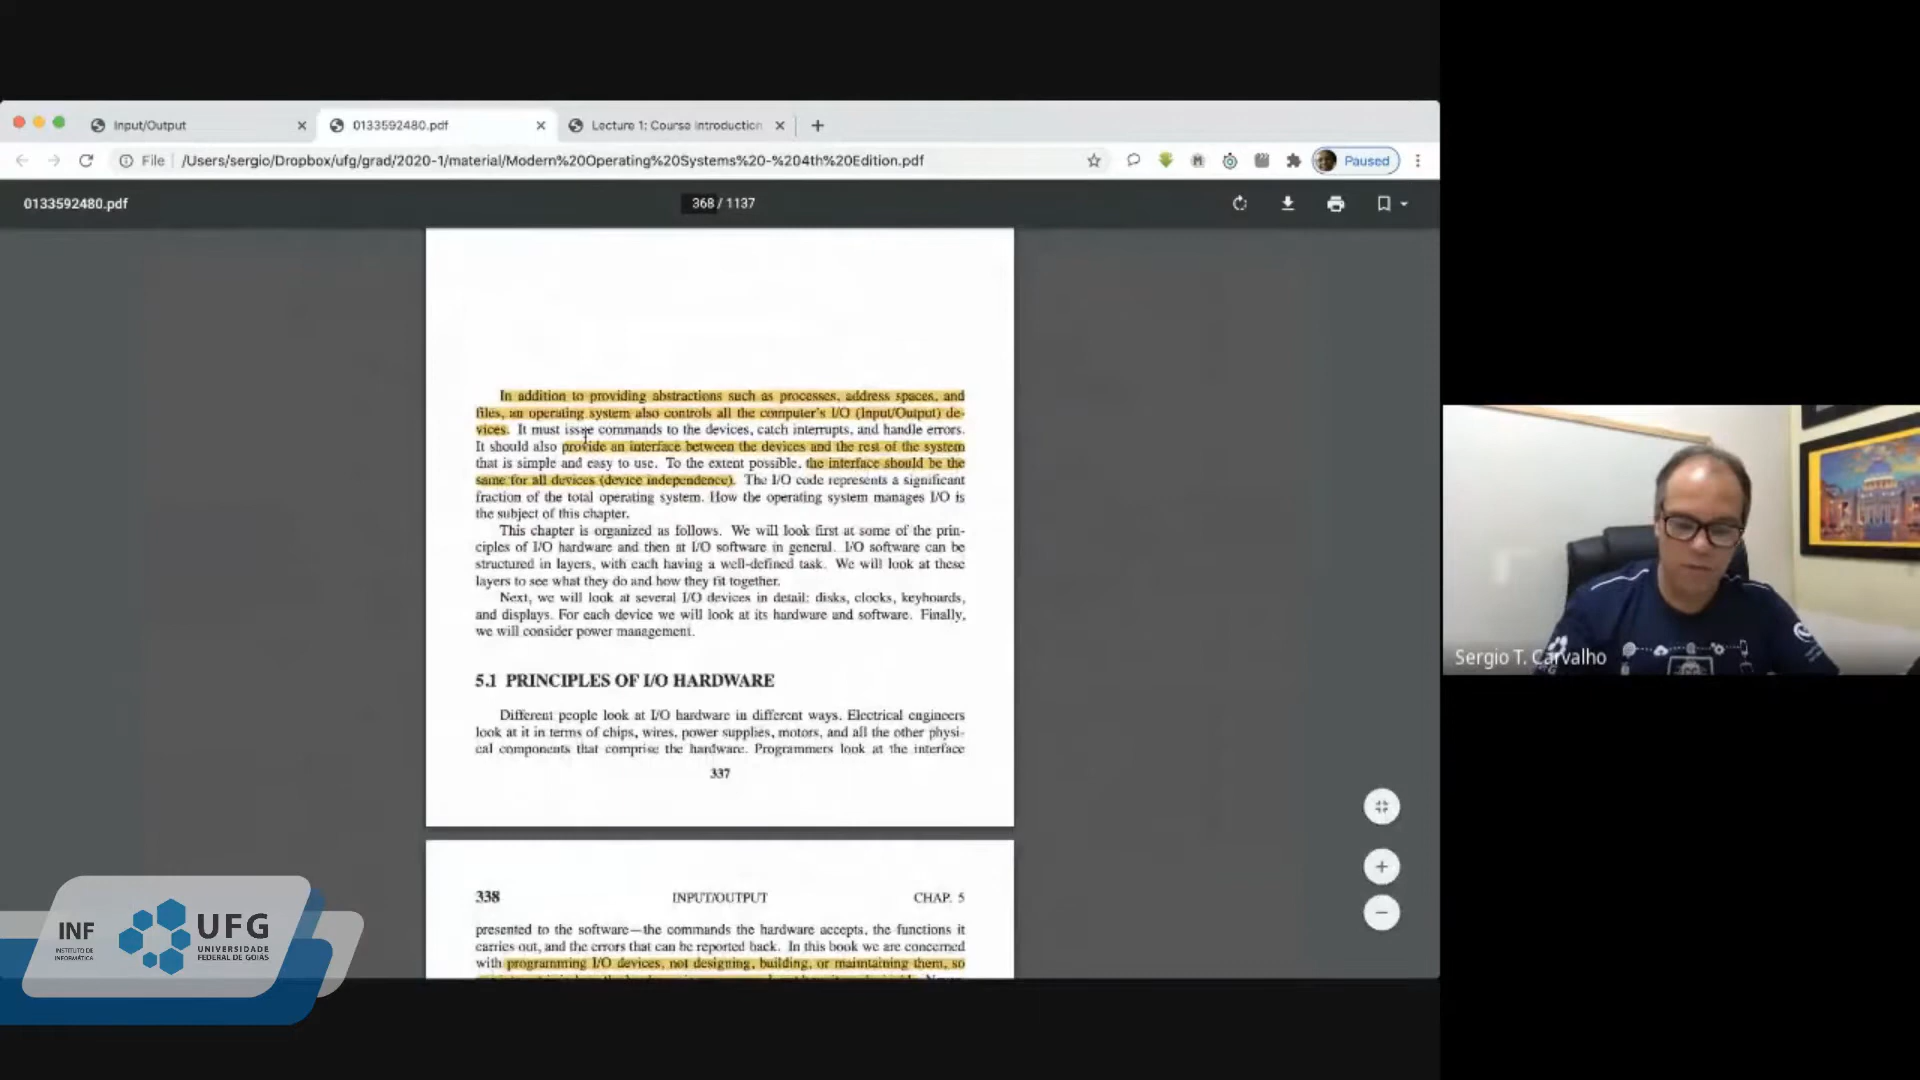 Input/Output
0133592480.pdf
Lecture 1: Course Introduction
File
/Users/sergio/Dropbox/ufg/grad/2020-1/material/Modern%20Operating%20Systems%20-%204th%20Edition.pdf
Paused
0133592480.pdf
368 / 1137
In addition to providing abstractions such as processes, address spaces, and
files, an operating system also controls all the computer's I/O (Input/Output) de-
vices. It must issue commands to the devices, catch interrupts, and handle errors.
It should also provide an interface between the devices and the rest of the system
that is simple and easy to use. To the extent possible, the interface should be the
same for all devices (device independence). The I/O code represents a significant
fraction of the total operating system. How the operating system manages I/O is
the subject of this chapter.
This chapter is organized as follows. We will look first at some of the prin-
ciples of I/O hardware and then at I/O software in general. I/O software can be
structured in layers, with each having a well-defined task. We will look at these
layers to see what they do and how they fit together.
Next, we will look at several I/O devices in detail: disks, clocks, keyboards,
and displays. For each device we will look at its hardware and software. Finally,
we will consider power management.
5.1 PRINCIPLES OF I/O HARDWARE
Different people look at I/O hardware in different ways. Electrical engineers
look at it in terms of chips, wires, power supplies, motors, and all the other physi-
cal components that comprise the hardware. Programmers look at the interface
337
338 INPUT/OUTPUT CHAP. 5
presented to the software—the commands the hardware accepts, the functions it
carries out, and the errors that can be reported back. In this book we are concerned
with programming I/O devices, not designing, building, or maintaining them, so
Sergio T. Carvalho
INF
INSTITUTO DE
INFORMÁTICA
UFG
UNIVERSIDADE
FEDERAL DE GOIÁS